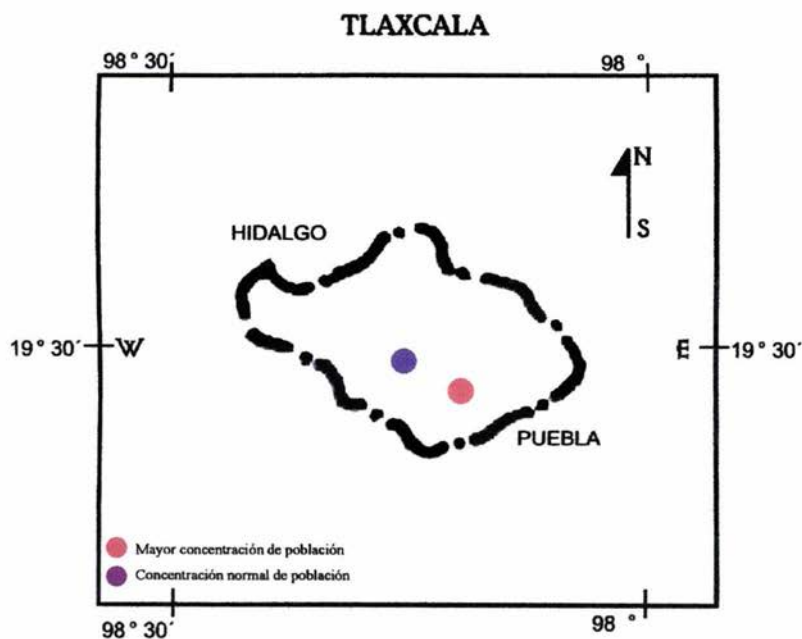 TLAXCALA
98° 30´ 98°
N
S
HIDALGO
19° 30´ W E 19° 30´
PUEBLA
Mayor concentración de población
Concentración normal de población
98° 30´ 98°